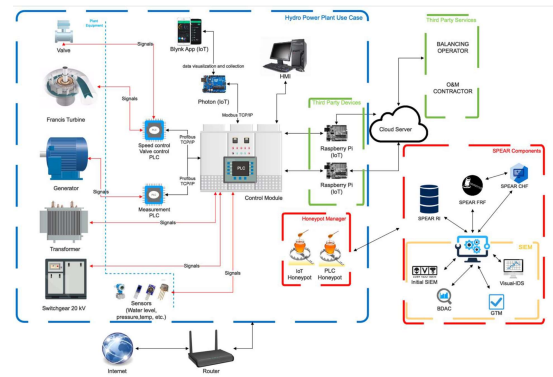 Hydro Power Plant Use Case
Plant
Equipment
Valve
Signals
Blynk App (IoT)
data visualization and collection
Photon (IoT)
HMI
Modbus TCP/IP
Francis Turbine
Signals
Speed control
Valve control
PLC
Profibus
TCP/IP
PLC
Control Module
Generator
Signals
Measurement
PLC
Profibus
TCP/IP
Transformer
Signals
Switchgear 20 kV
Signals
Signals
Sensors
(Water level,
pressure,temp, etc.)
Internet
Router
Third Party Devices
Raspberry Pi
(IoT)
Raspberry Pi
(IoT)
Third Party Services
BALANCING
OPERATOR
O&M
CONTRACTOR
Cloud Server
Honeypot Manager
IoT
Honeypot
PLC
Honeypot
SPEAR Components
SPEAR RI
SPEAR FRF
SPEAR CHF
SIEM
Initial SIEM
Visual-IDS
BDAC
GTM